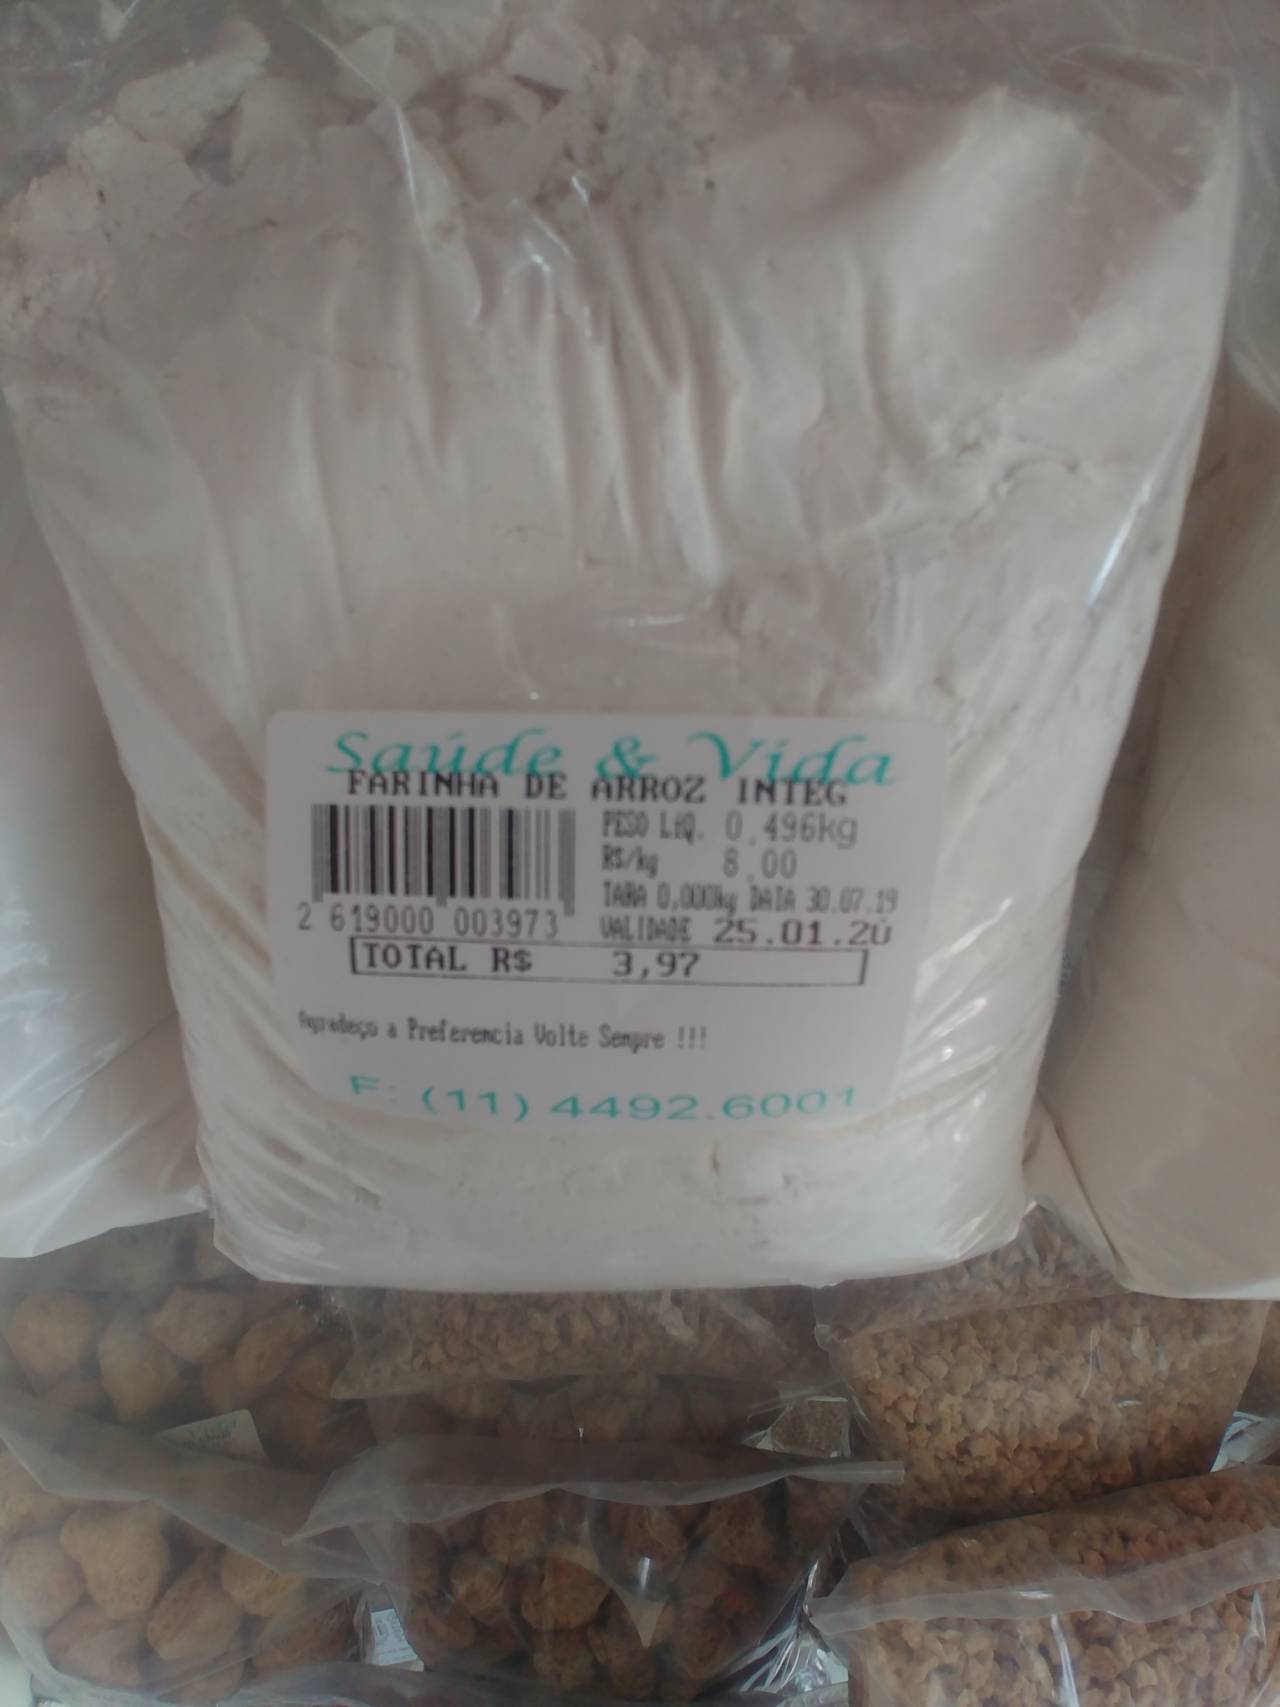 Saúde & Vida
FARINHA DE ARROZ INTEG
PESO LÍQ. 0,496kg
R$/kg 8,00
TARA 0,000kg DATA 30.07.19
2 619000 003973
VALIDADE 25.01.20
TOTAL R$ 3,97
Agradeço a Preferencia Volte Sempre !!!
F: (11) 4492.6001